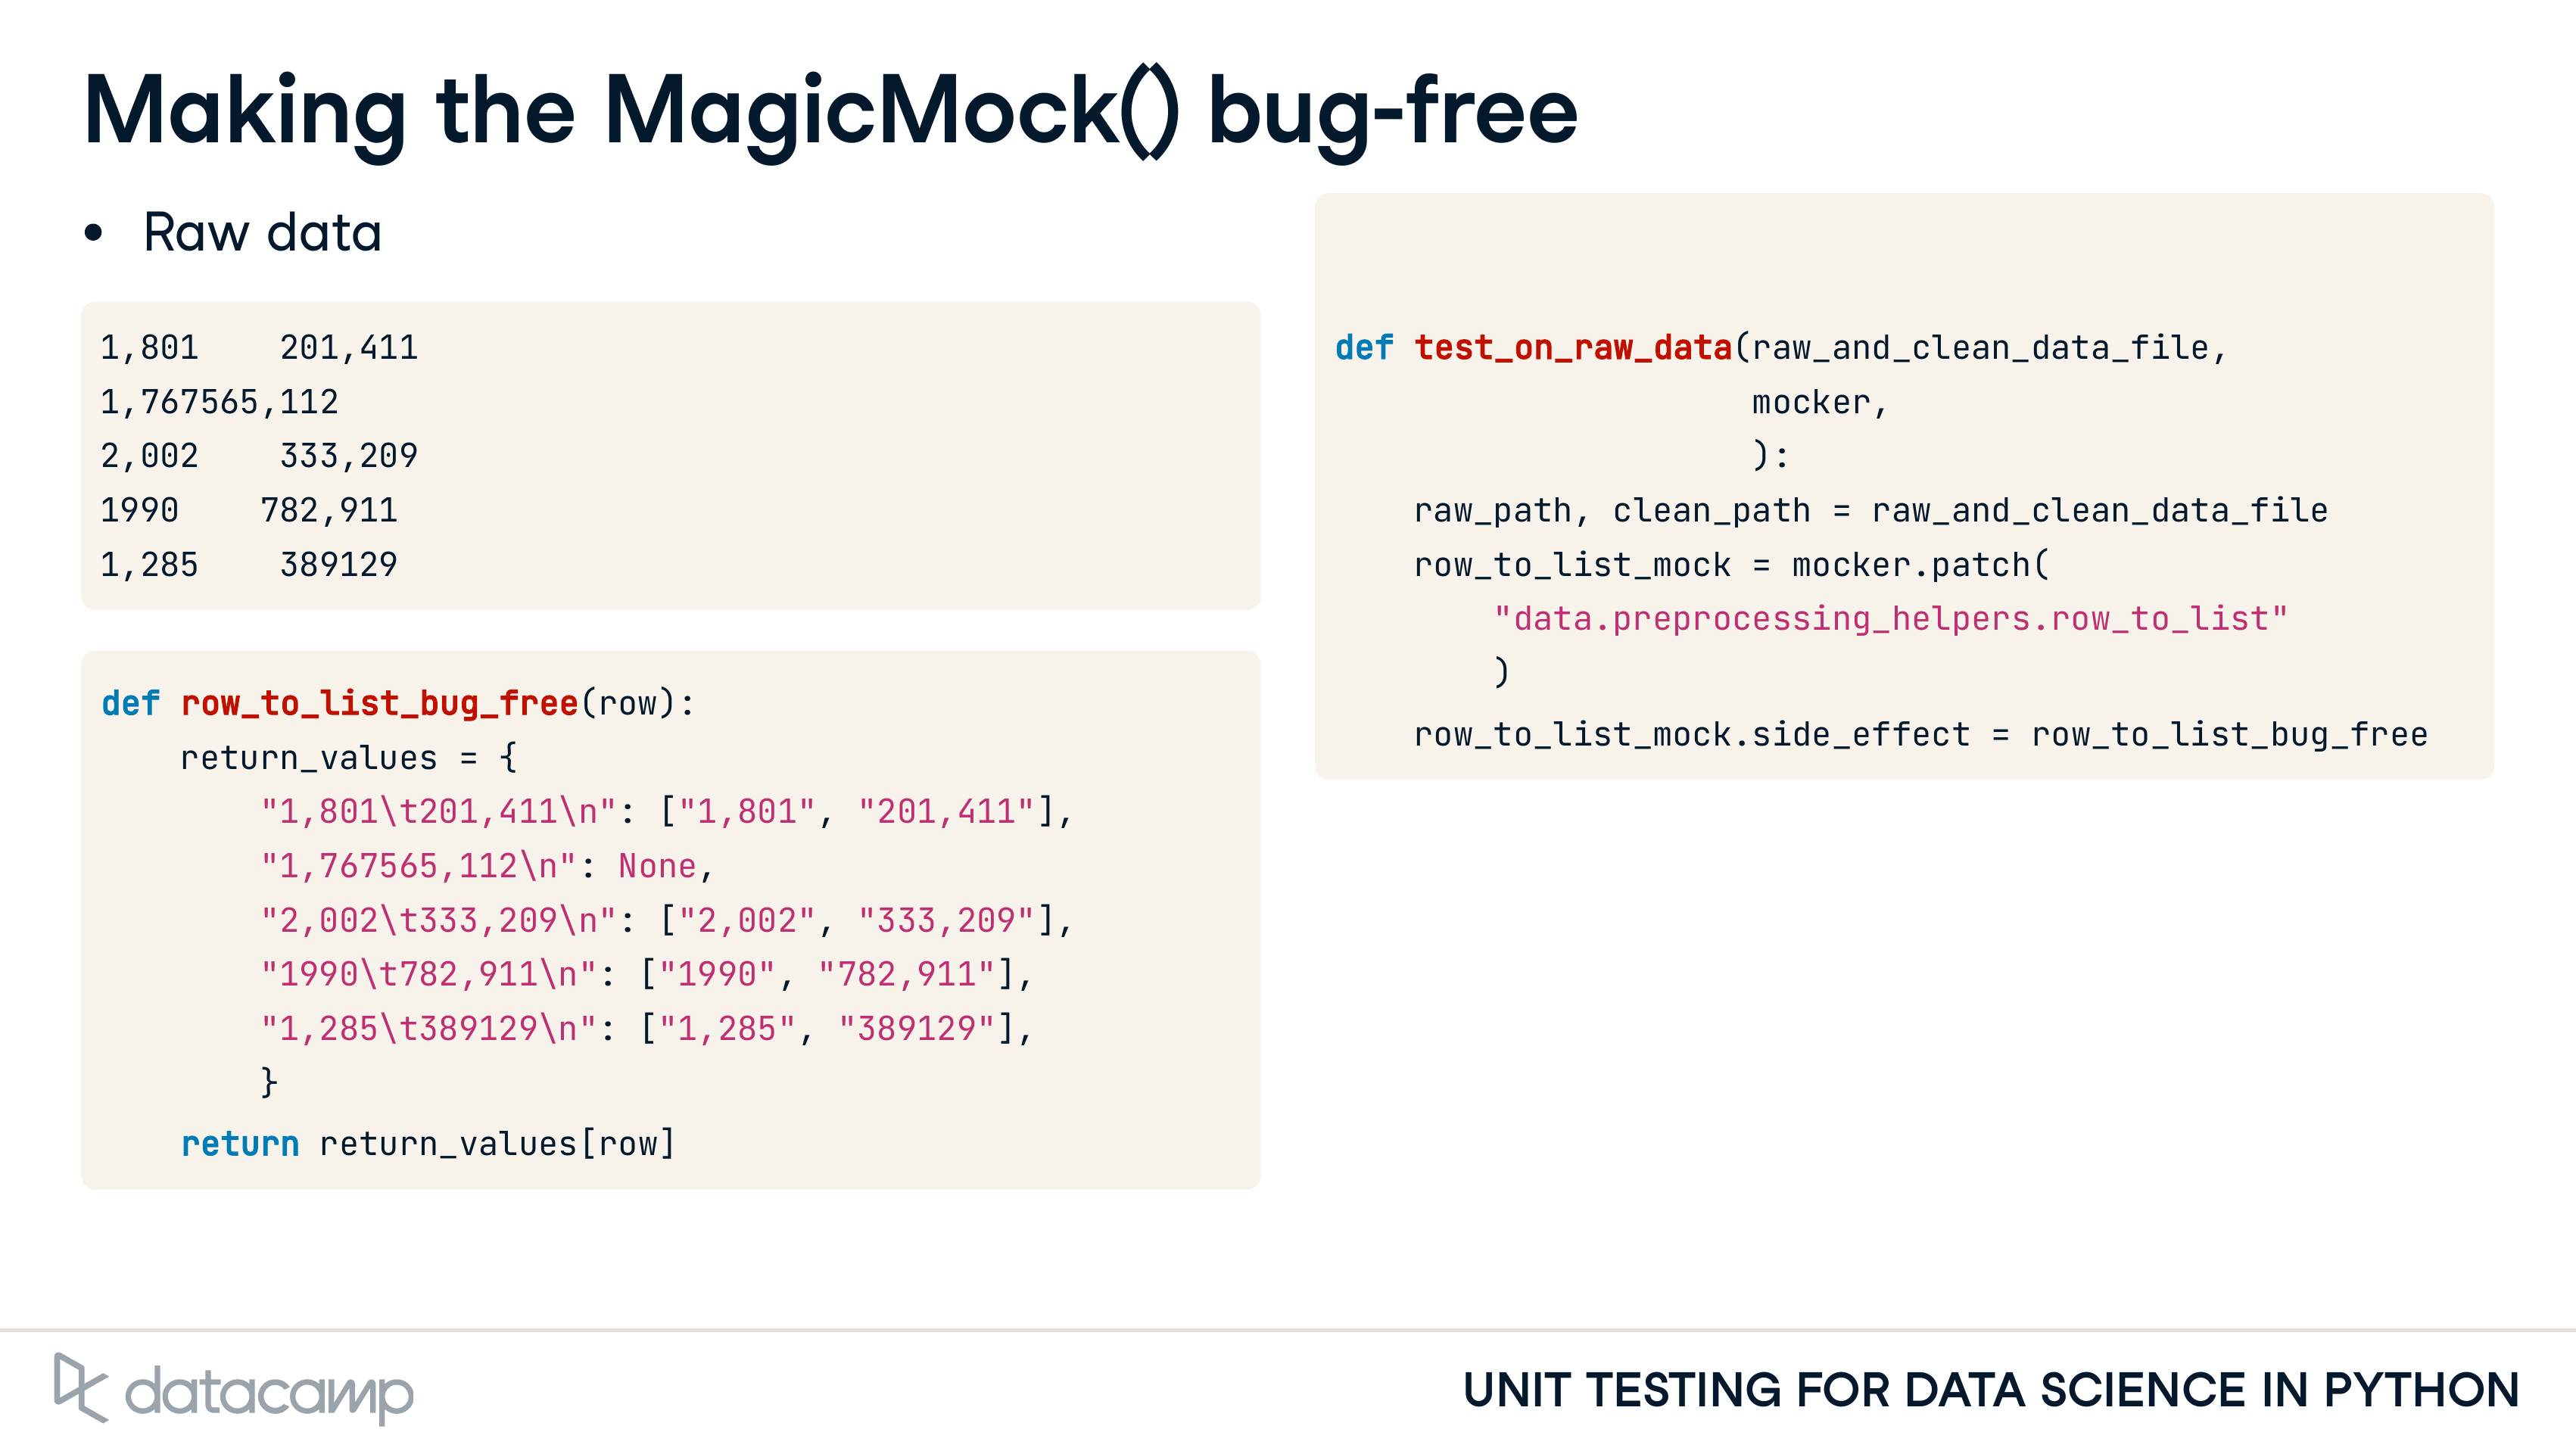 Making the MagicMock() bug-free
• Raw data
1,801    201,411
1,767565,112
2,002    333,209
1990    782,911
1,285    389129
def row_to_list_bug_free(row):
    return_values = {
        "1,801\t201,411\n": ["1,801", "201,411"],
        "1,767565,112\n": None,
        "2,002\t333,209\n": ["2,002", "333,209"],
        "1990\t782,911\n": ["1990", "782,911"],
        "1,285\t389129\n": ["1,285", "389129"],
        }
    return return_values[row]
def test_on_raw_data(raw_and_clean_data_file,
                     mocker,
                     ):
    raw_path, clean_path = raw_and_clean_data_file
    row_to_list_mock = mocker.patch(
        "data.preprocessing_helpers.row_to_list"
        )
    row_to_list_mock.side_effect = row_to_list_bug_free
datacamp
UNIT TESTING FOR DATA SCIENCE IN PYTHON